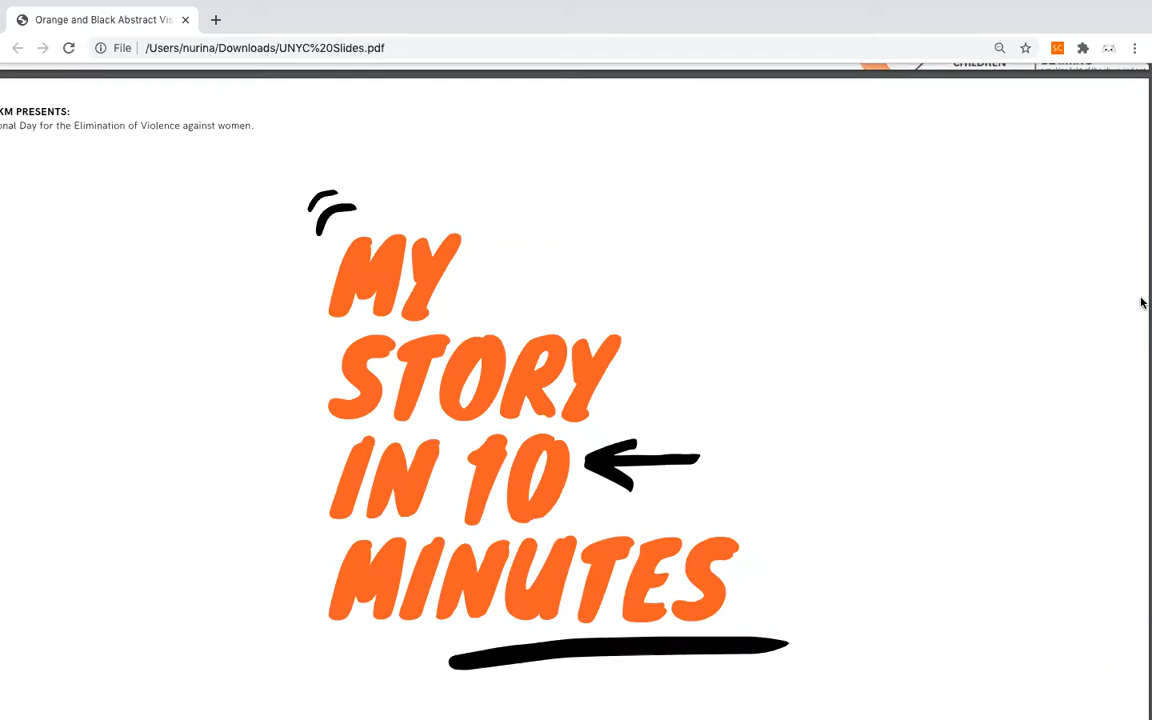 Orange and Black Abstract Vis
File
/Users/nurina/Downloads/UNYC%20Slides.pdf
SC
CHILDREN
KM PRESENTS:
onal Day for the Elimination of Violence against women.
MY
STORY
IN 10
MINUTES